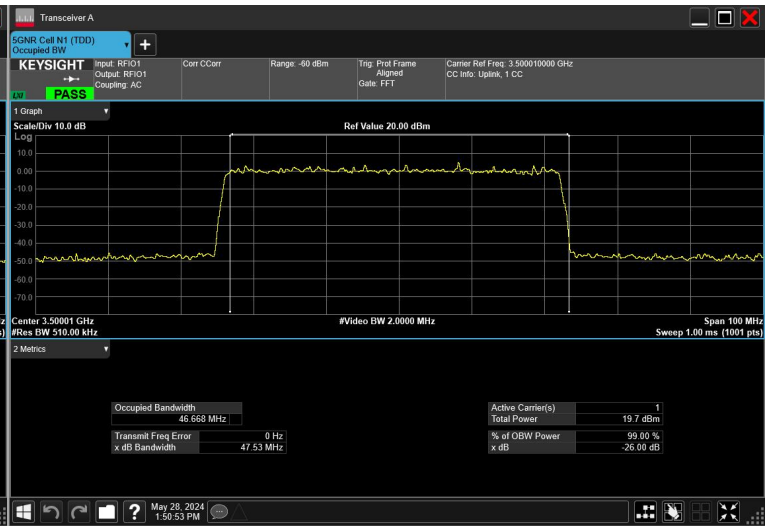 Transceiver A
5GNR Cell N1 (TDD)
Occupied BW
+
KEYSIGHT
LXI
PASS
Input: RFIO1
Output: RFIO1
Coupling: AC
Corr CCorr
Range: -60 dBm
Trig: Prot Frame
Aligned
Gate: FFT
Carrier Ref Freq: 3.500010000 GHz
CC Info: Uplink, 1 CC
1 Graph
Scale/Div 10.0 dB
Ref Value 20.00 dBm
Log
10.0
0.00
-10.0
-20.0
-30.0
-40.0
-50.0
-60.0
-70.0
Center 3.50001 GHz
#Video BW 2.0000 MHz
Span 100 MHz
#Res BW 510.00 kHz
Sweep 1.00 ms (1001 pts)
2 Metrics
Occupied Bandwidth
46.668 MHz
Transmit Freq Error 0 Hz
x dB Bandwidth 47.53 MHz
Active Carrier(s) 1
Total Power 19.7 dBm
% of OBW Power 99.00 %
x dB -26.00 dB
?
May 28, 2024
1:50:53 PM